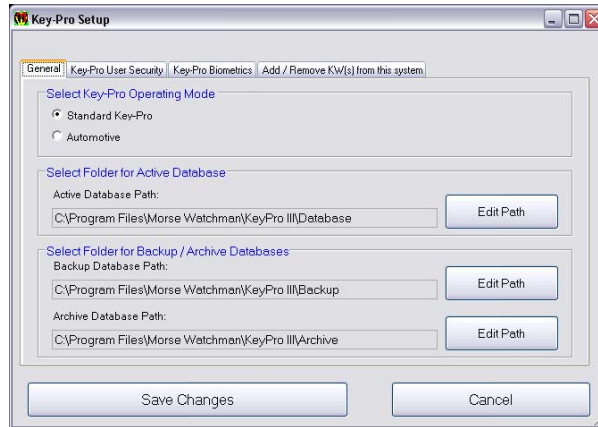 Key-Pro Setup
General Key-Pro User Security Key-Pro Biometrics Add / Remove KW(s) from this system
Select Key-Pro Operating Mode
Standard Key-Pro
Automotive
Select Folder for Active Database
Active Database Path:
C:\Program Files\Morse Watchman\KeyPro III\Database
Edit Path
Select Folder for Backup / Archive Databases
Backup Database Path:
C:\Program Files\Morse Watchman\KeyPro III\Backup
Edit Path
Archive Database Path:
C:\Program Files\Morse Watchman\KeyPro III\Archive
Edit Path
Save Changes
Cancel